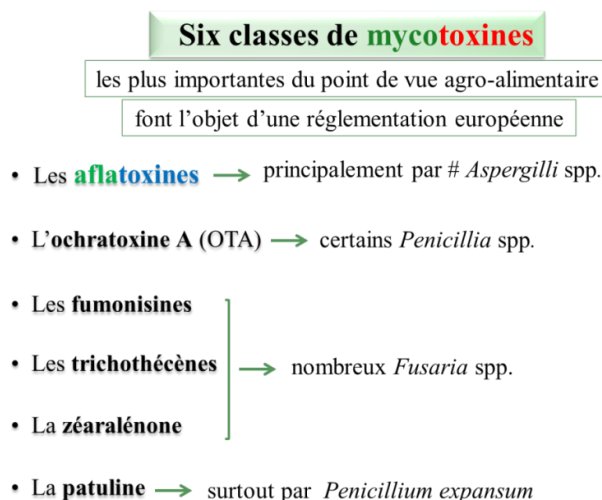 Six classes de mycotoxines
les plus importantes du point de vue agro-alimentaire
font l'objet d'une réglementation européenne
• Les aflatoxines → principalement par # Aspergilli spp.
• L'ochratoxine A (OTA) → certains Penicillia spp.
• Les fumonisines
• Les trichothécènes → nombreux Fusaria spp.
• La zéaralénone
• La patuline → surtout par Penicillium expansum